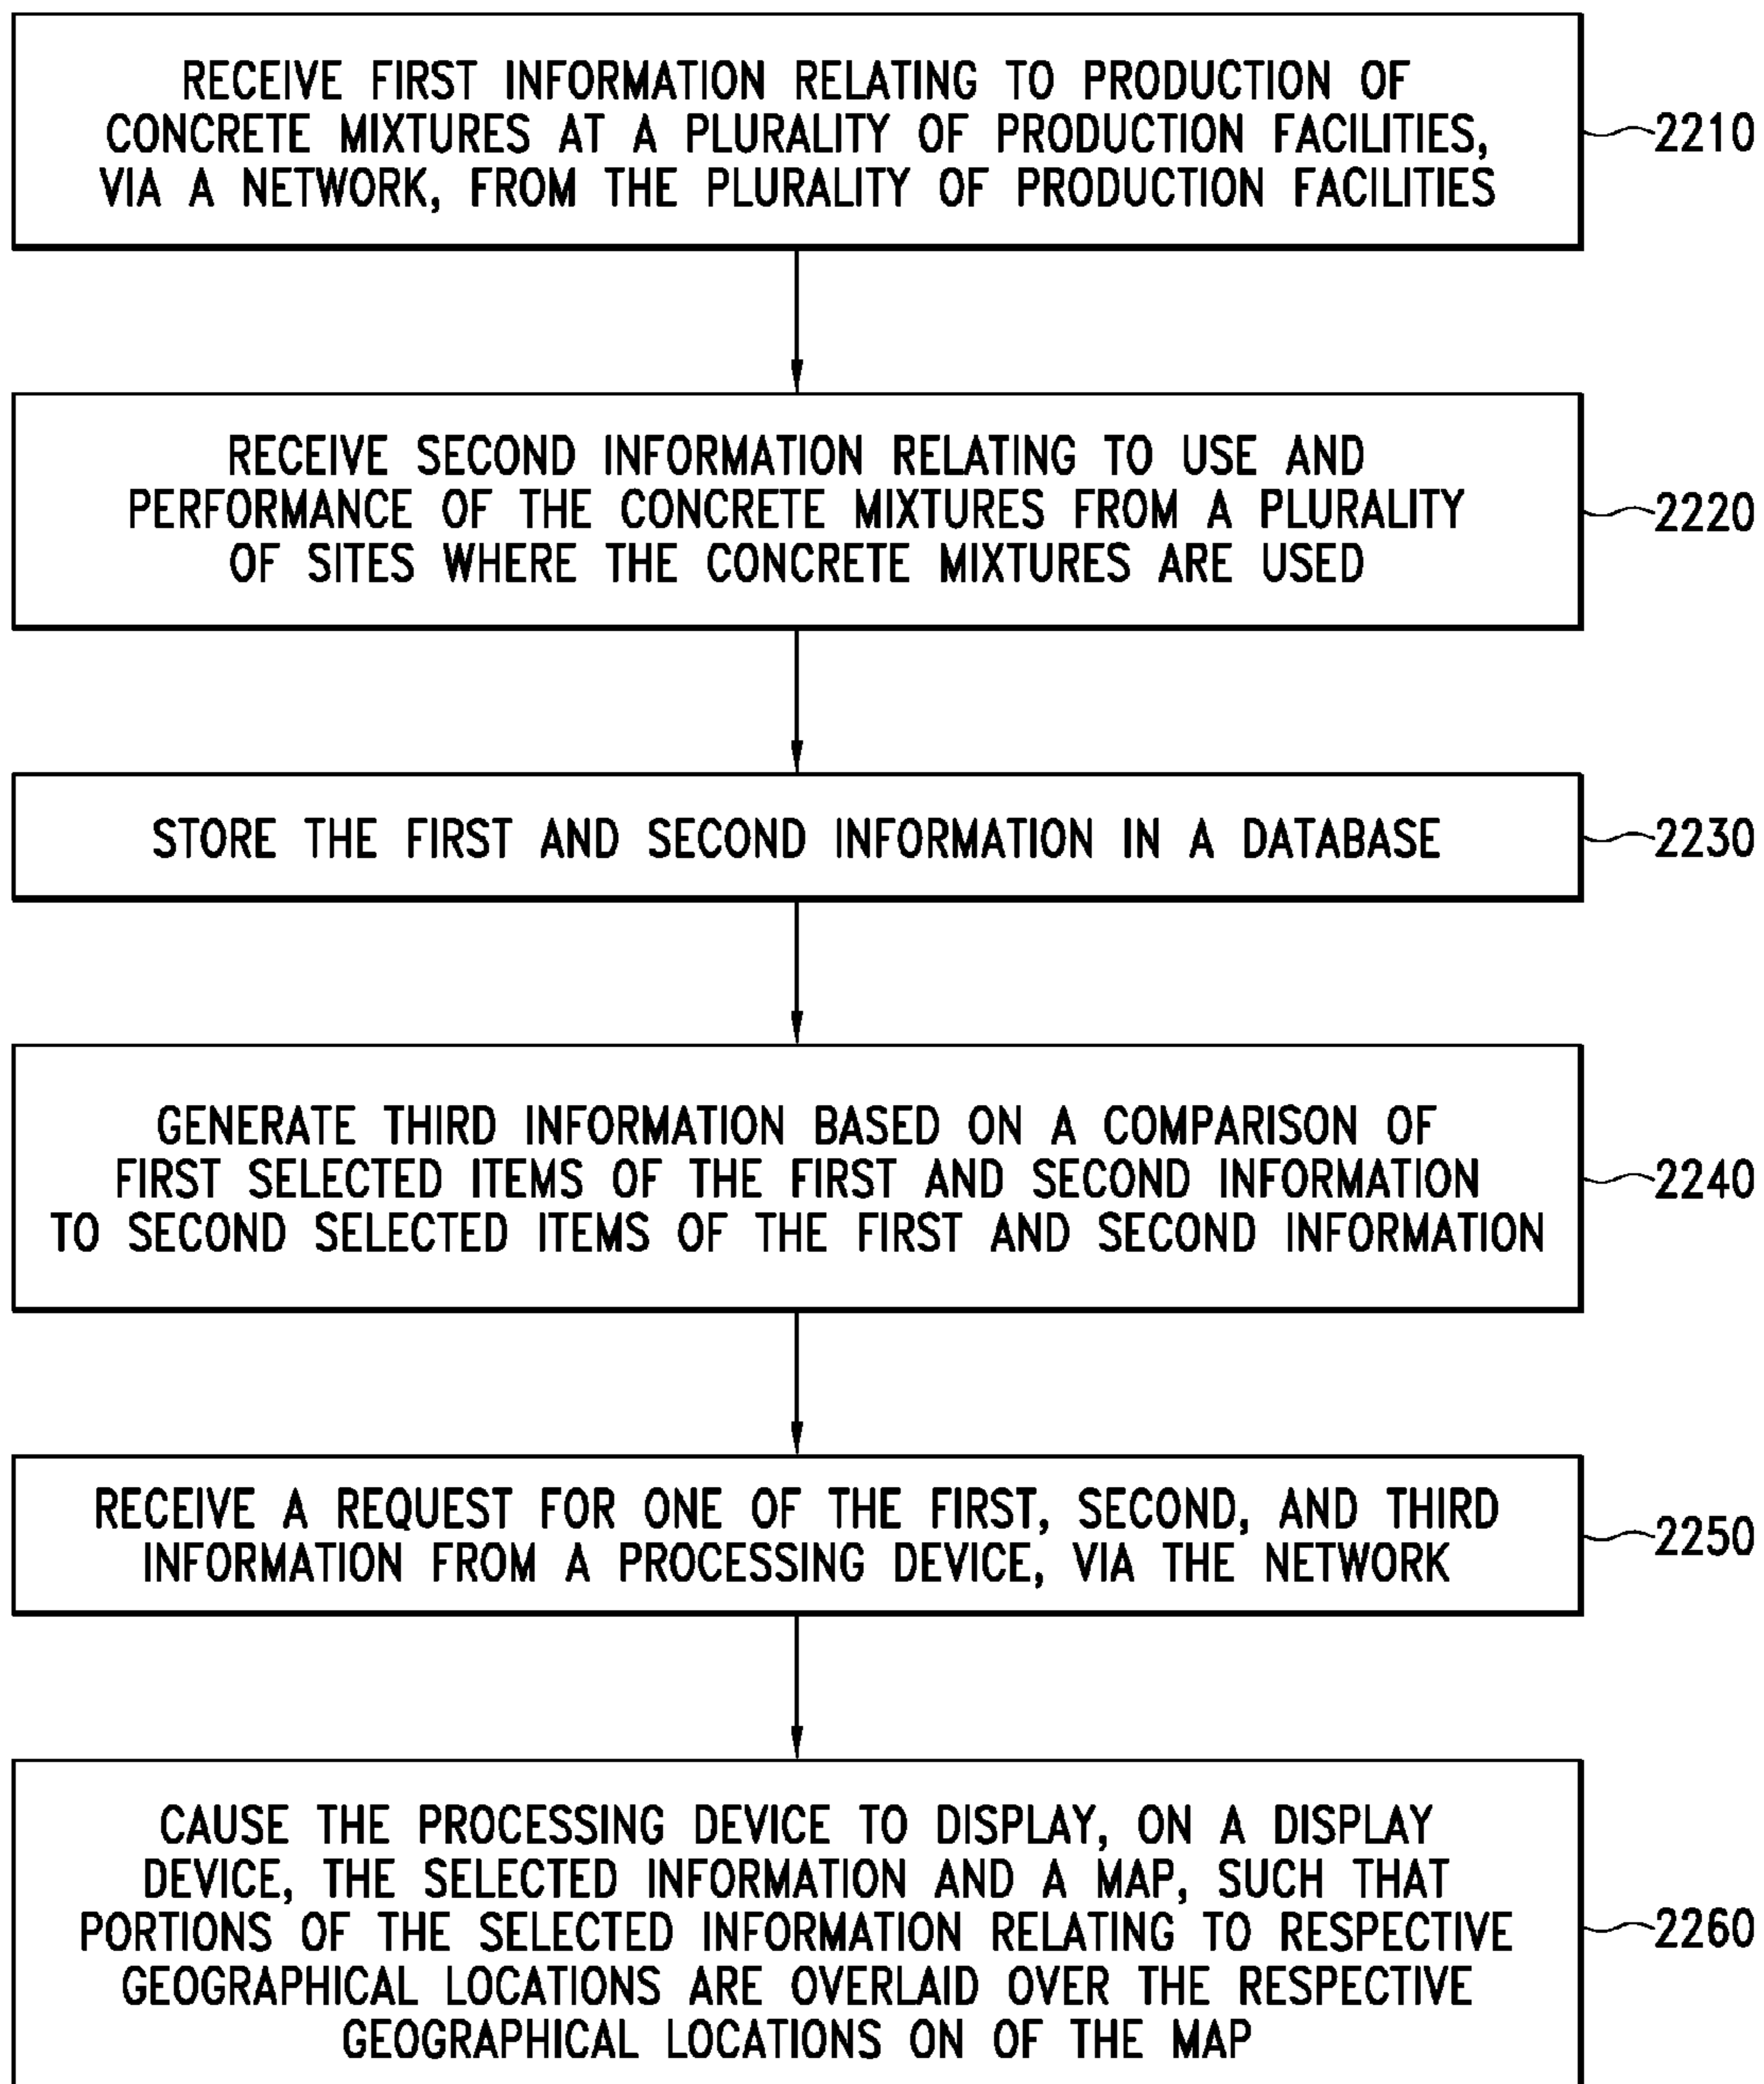 RECEIVE FIRST INFORMATION RELATING TO PRODUCTION OF
CONCRETE MIXTURES AT A PLURALITY OF PRODUCTION FACILITIES,
VIA A NETWORK, FROM THE PLURALITY OF PRODUCTION FACILITIES
2210
RECEIVE SECOND INFORMATION RELATING TO USE AND
PERFORMANCE OF THE CONCRETE MIXTURES FROM A PLURALITY
OF SITES WHERE THE CONCRETE MIXTURES ARE USED
2220
STORE THE FIRST AND SECOND INFORMATION IN A DATABASE
2230
GENERATE THIRD INFORMATION BASED ON A COMPARISON OF
FIRST SELECTED ITEMS OF THE FIRST AND SECOND INFORMATION
TO SECOND SELECTED ITEMS OF THE FIRST AND SECOND INFORMATION
2240
RECEIVE A REQUEST FOR ONE OF THE FIRST, SECOND, AND THIRD
INFORMATION FROM A PROCESSING DEVICE, VIA THE NETWORK
2250
CAUSE THE PROCESSING DEVICE TO DISPLAY, ON A DISPLAY
DEVICE, THE SELECTED INFORMATION AND A MAP, SUCH THAT
PORTIONS OF THE SELECTED INFORMATION RELATING TO RESPECTIVE
GEOGRAPHICAL LOCATIONS ARE OVERLAID OVER THE RESPECTIVE
GEOGRAPHICAL LOCATIONS ON OF THE MAP
2260